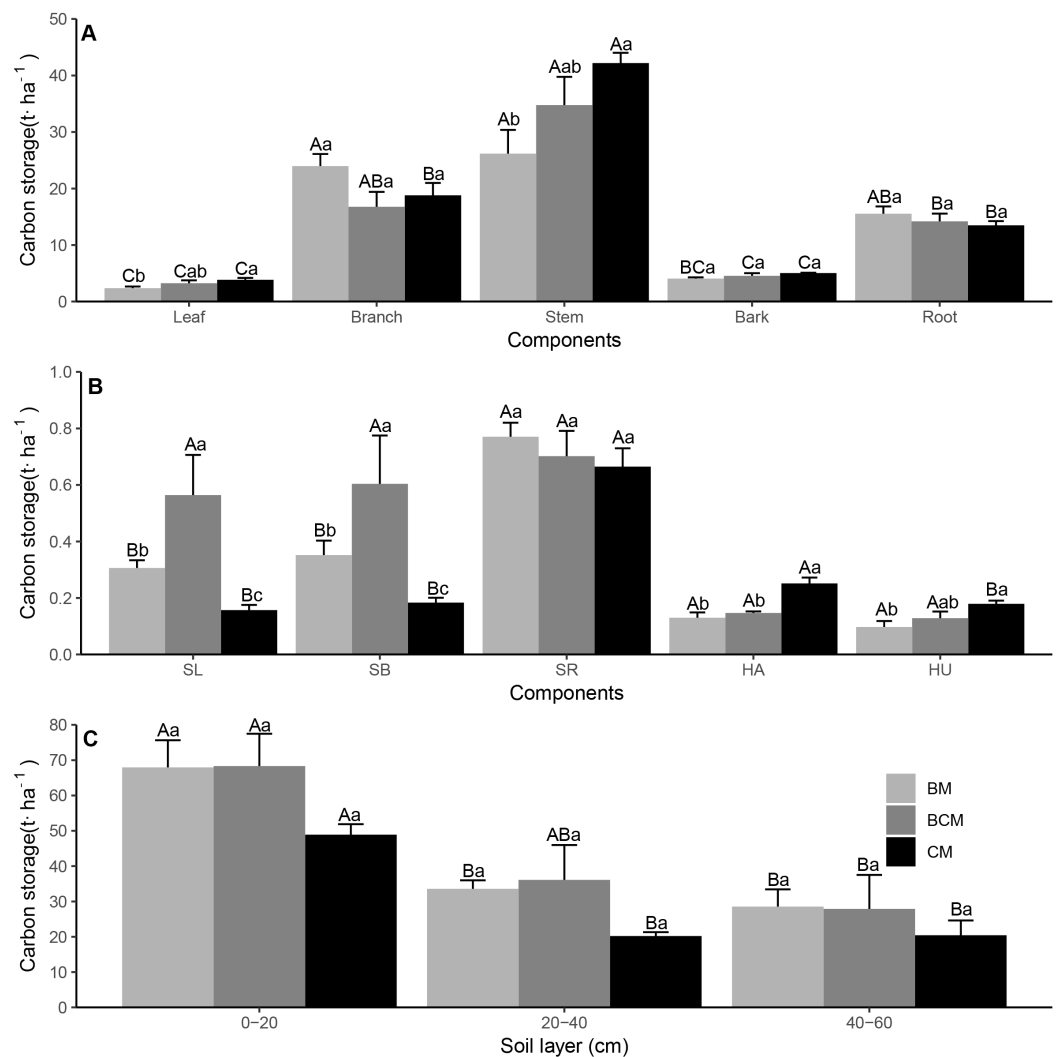 A
Carbon storage(t· ha⁻¹ )
50
40
30
20
10
0
Cb Cab Ca
Aa ABa Ba
Ab Aab Aa
BCa Ca Ca
ABa Ba Ba
Leaf Branch Stem Bark Root
Components
B
Carbon storage(t· ha⁻¹ )
1.0
0.8
0.6
0.4
0.2
0.0
Bb Aa Bc
Bb Aa Bc
Aa Aa Aa
Ab Ab Aa
Ab Aab Ba
SL SB SR HA HU
Components
C
Carbon storage(t· ha⁻¹ )
80
70
60
50
40
30
20
10
0
Aa Aa Aa
Ba ABa Ba
Ba Ba Ba
BM
BCM
CM
0−20 20−40 40−60
Soil layer (cm)